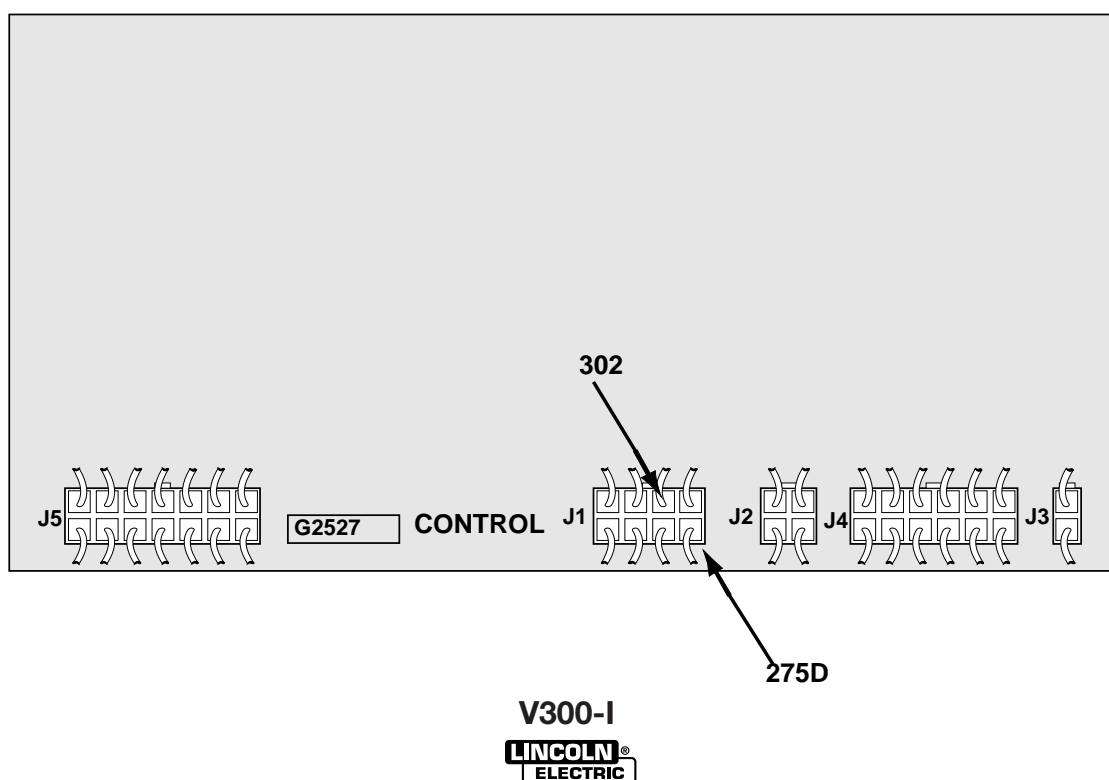 302
J5
G2527
CONTROL
J1
J2
J4
J3
275D
V300-I
LINCOLN ®
ELECTRIC